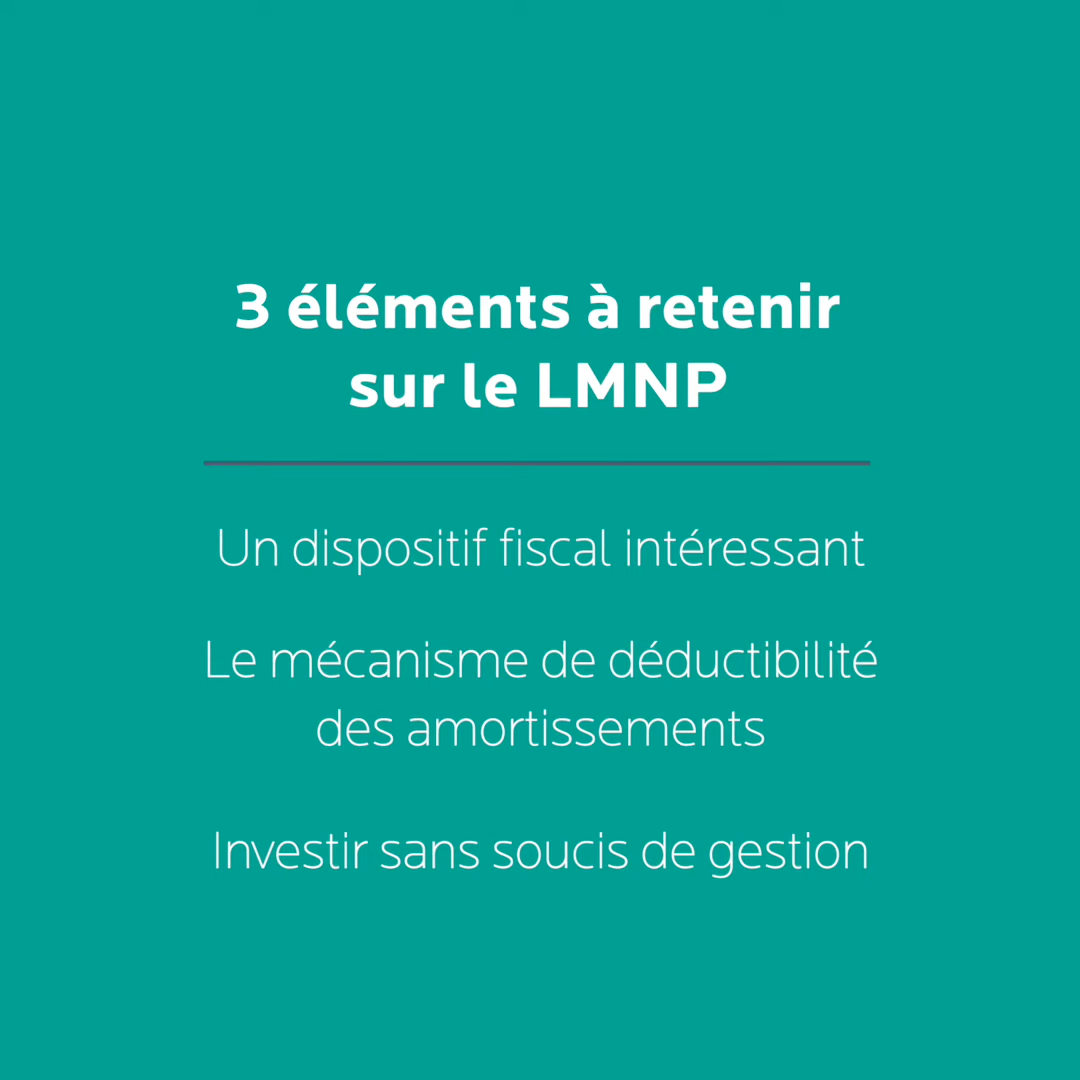 3 éléments à retenir
sur le LMNP
Un dispositif fiscal intéressant
Le mécanisme de déductibilité
des amortissements
Investir sans soucis de gestion